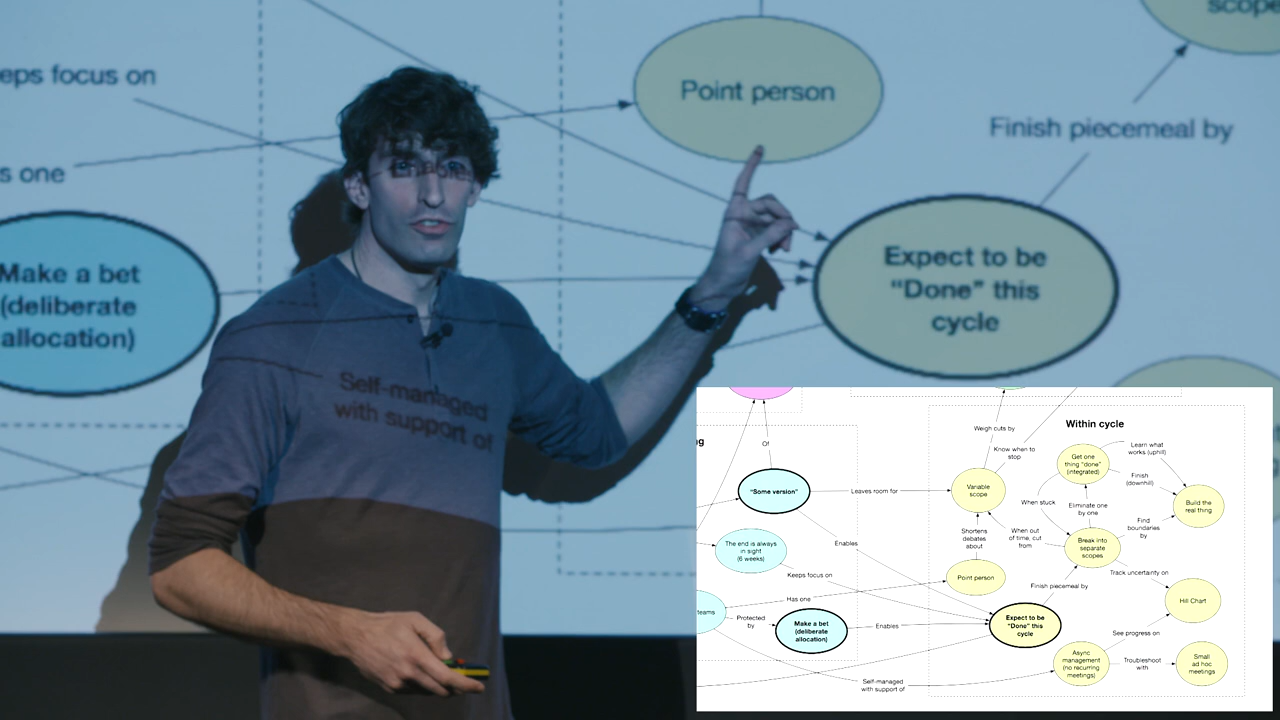 scope
Point person
eps focus on
Finish piecemeal by
s one
Make a bet
(deliberate
allocation)
Expect to be
“Done” this
cycle
Self-managed
with support of
Within cycle
Weigh cuts by
Know when to
stop
Get one
thing “done”
(integrated)
Learn what
works (uphill)
Of
“Some version”
Leaves room for
Variable
scope
When stuck
Eliminate one
by one
Finish
(downhill)
Build the
real thing
Find
boundaries
by
The end is always
in sight
(6 weeks)
Enables
Shortens
debates
about
When out
of time, cut
from
Break into
separate
scopes
Keeps focus on
Point person
Finish piecemeal by
Track uncertainty on
Has one
Hill Chart
teams
Protected
by
Make a bet
(deliberate
allocation)
Enables
Expect to be
“Done” this
cycle
See progress on
Async
management
(no recurring
meetings)
Troubleshoot
with
Small
ad hoc
meetings
Self-managed
with support of